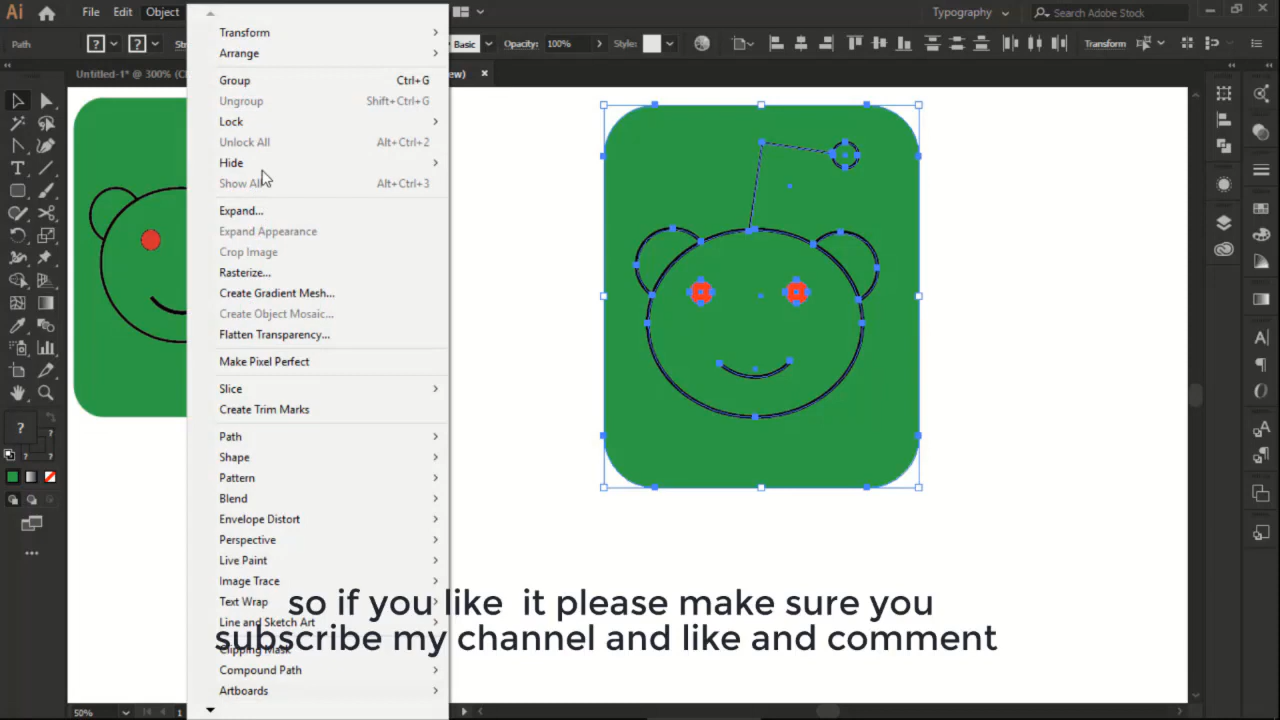 Ai
File
Edit
Object
Typography
Search Adobe Stock
Path
Basic
Opacity:
100%
Style:
Transform
Untitled-1* @ 300%
Transform
Arrange
Group Ctrl+G
Ungroup Shift+Ctrl+G
Lock
Unlock All Alt+Ctrl+2
Hide
Show All Alt+Ctrl+3
Expand...
Expand Appearance
Crop Image
Rasterize...
Create Gradient Mesh...
Create Object Mosaic...
Flatten Transparency...
Make Pixel Perfect
Slice
Create Trim Marks
Path
Shape
Pattern
Blend
Envelope Distort
Perspective
Live Paint
Image Trace
Text Wrap
Line and Sketch Art
Clipping Mask
Compound Path
Artboards
so if you like it please make sure you
subscribe my channel and like and comment
50%
1